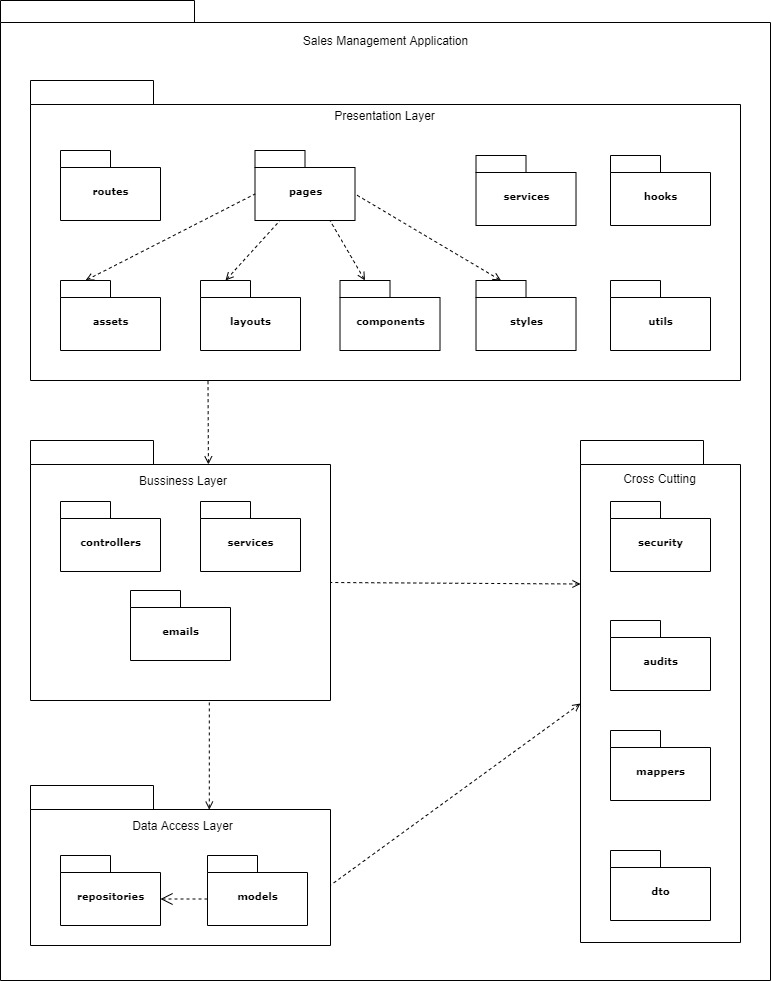 Sales Management Application
Presentation Layer
routes
pages
services
hooks
assets
layouts
components
styles
utils
Bussiness Layer
controllers
services
emails
Cross Cutting
security
audits
mappers
dto
Data Access Layer
repositories
models